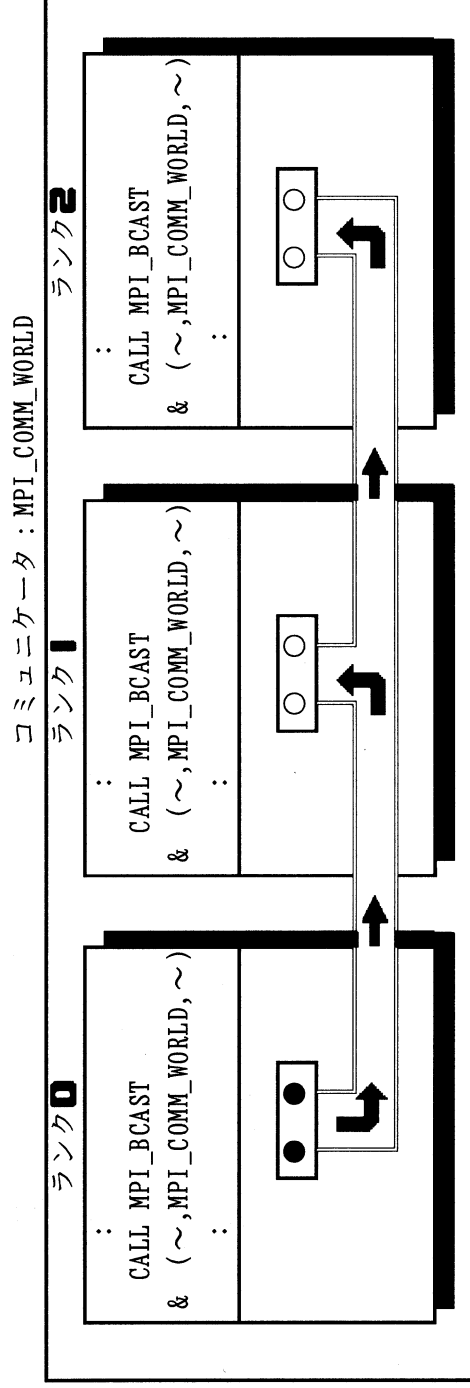 コミュニケータ：MPI_COMM_WORLD
ランク0
:
CALL MPI_BCAST
& (～,MPI_COMM_WORLD,～)
:
ランク1
:
CALL MPI_BCAST
& (～,MPI_COMM_WORLD,～)
:
ランク2
:
CALL MPI_BCAST
& (～,MPI_COMM_WORLD,～)
: